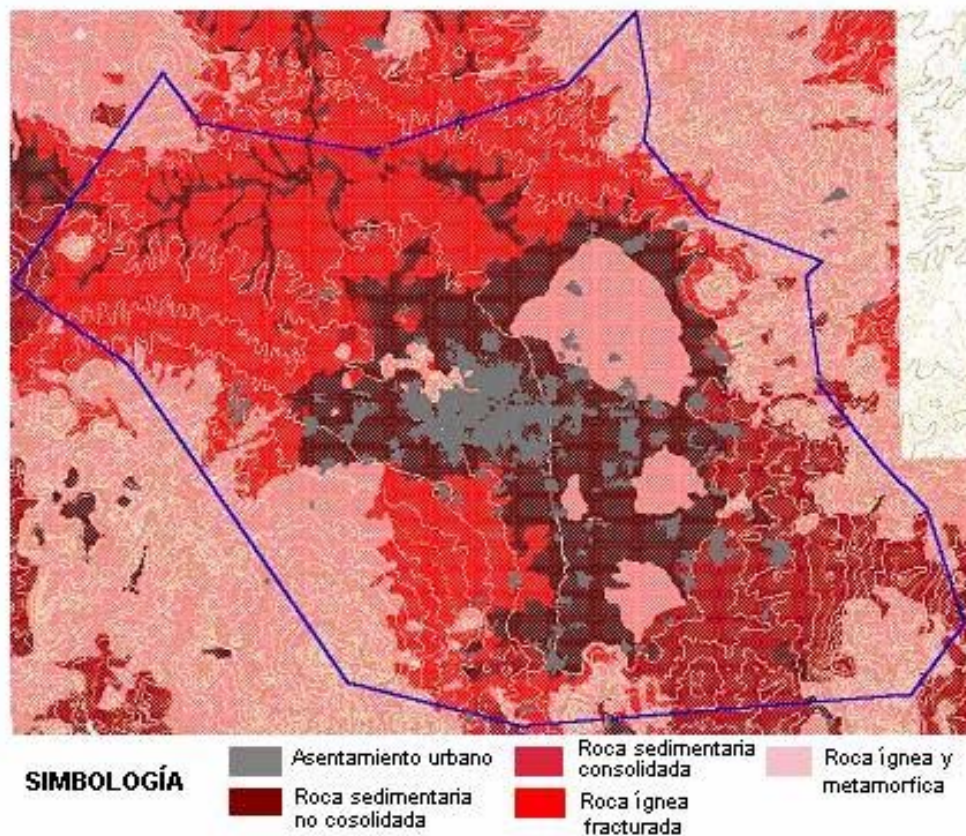 SIMBOLOGÍA
Asentamiento urbano
Roca sedimentaria
no cosolidada
Roca sedimentaria
consolidada
Roca ígnea
fracturada
Roca ígnea y
metamorfica